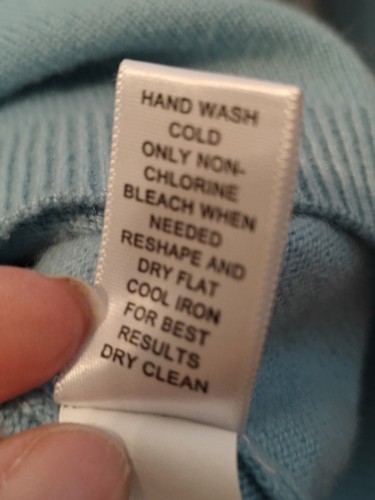 HAND WASH
COLD
ONLY NON-
CHLORINE
BLEACH WHEN
NEEDED
RESHAPE AND
DRY FLAT
COOL IRON
FOR BEST
RESULTS
DRY CLEAN